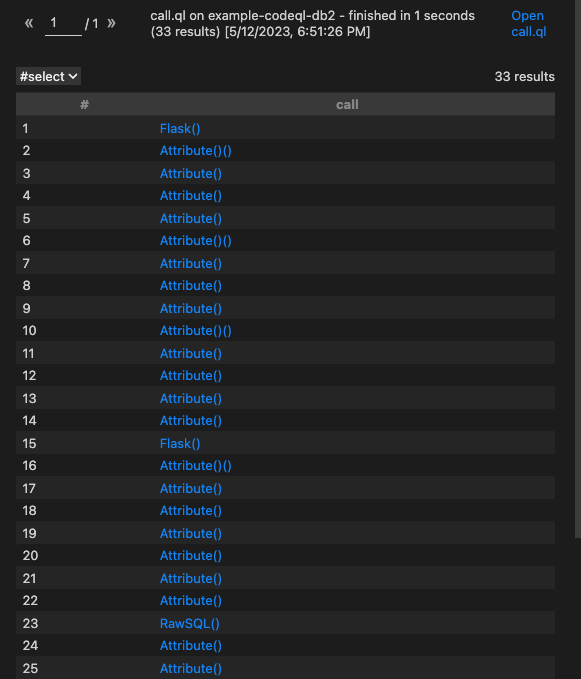 « 1 / 1 » call.ql on example-codeql-db2 - finished in 1 seconds Open
(33 results) [5/12/2023, 6:51:26 PM] call.ql
#select 33 results
# call
1 Flask()
2 Attribute()()
3 Attribute()
4 Attribute()
5 Attribute()
6 Attribute()()
7 Attribute()
8 Attribute()
9 Attribute()
10 Attribute()()
11 Attribute()
12 Attribute()
13 Attribute()
14 Attribute()
15 Flask()
16 Attribute()()
17 Attribute()
18 Attribute()
19 Attribute()
20 Attribute()
21 Attribute()
22 Attribute()
23 RawSQL()
24 Attribute()
25 Attribute()